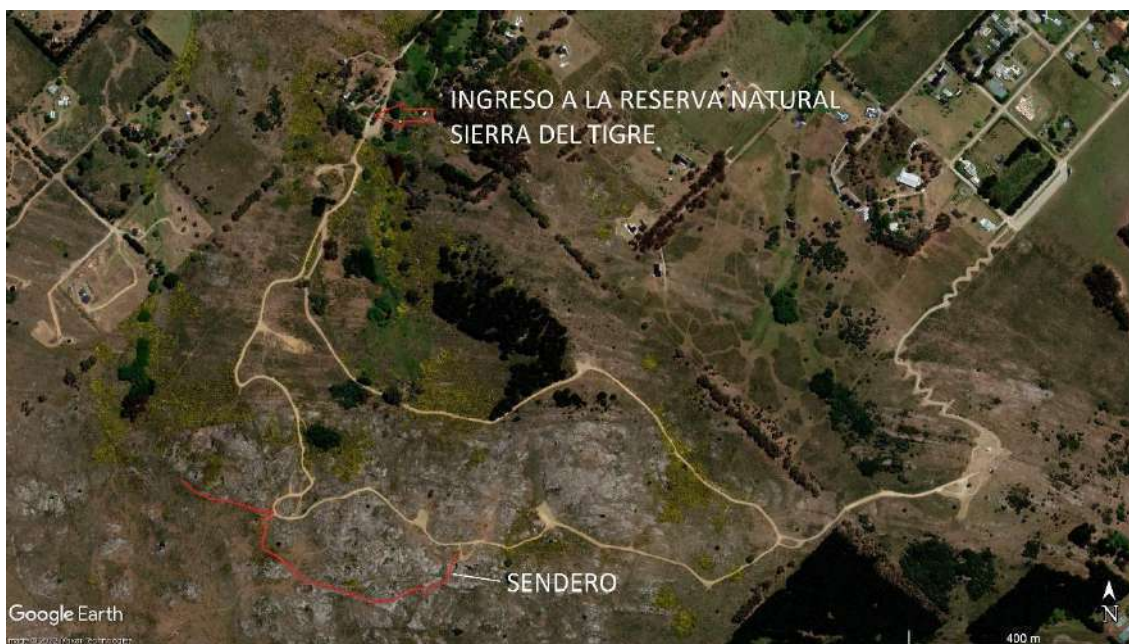 INGRESO A LA RESERVA NATURAL
SIERRA DEL TIGRE
SENDERO
Google Earth
N
400 m